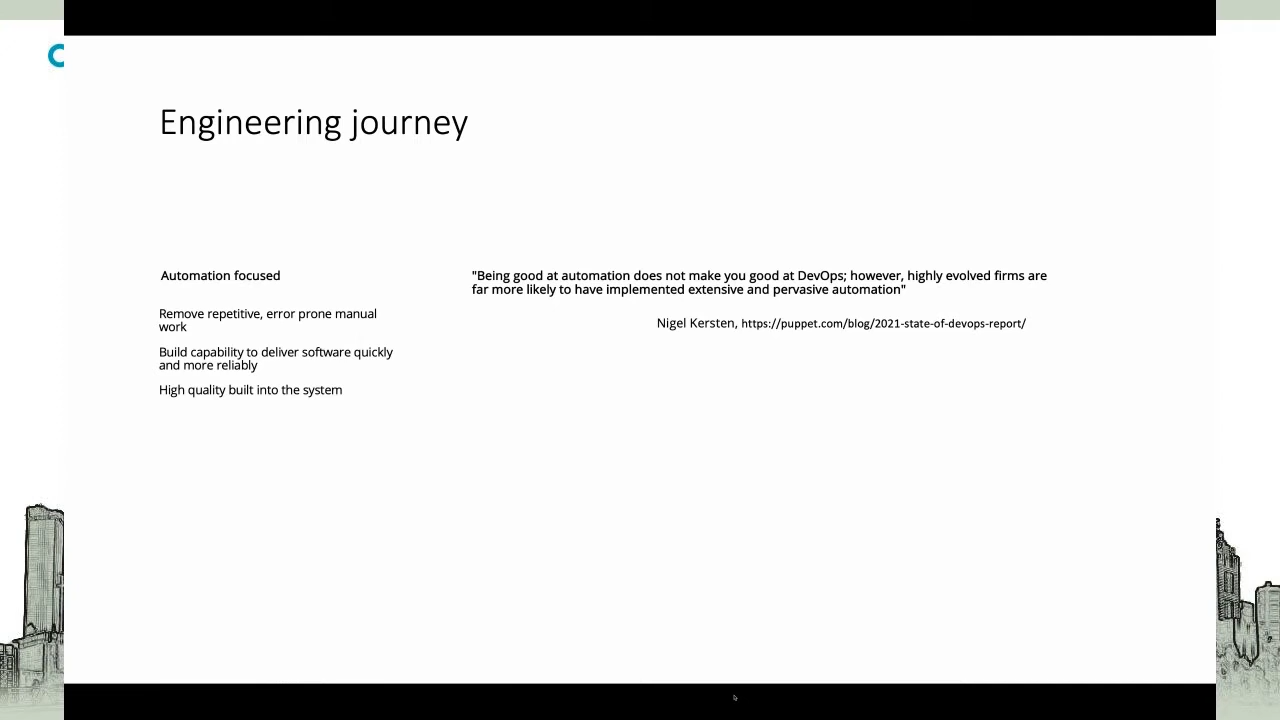 Engineering journey
Automation focused
Remove repetitive, error prone manual
work
Build capability to deliver software quickly
and more reliably
High quality built into the system
"Being good at automation does not make you good at DevOps; however, highly evolved firms are
far more likely to have implemented extensive and pervasive automation"
Nigel Kersten, https://puppet.com/blog/2021-state-of-devops-report/